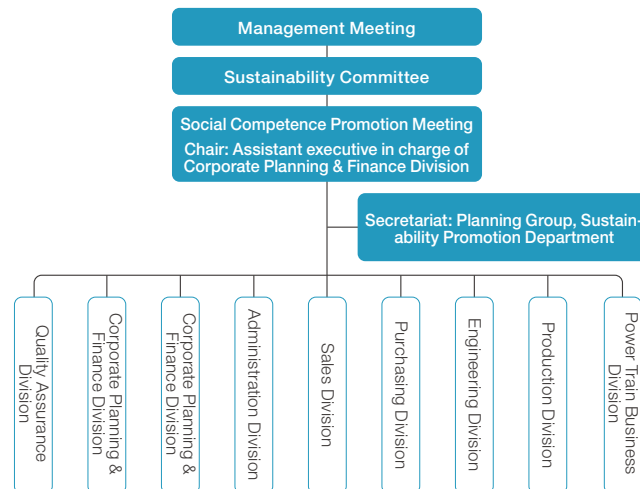 Management Meeting
Sustainability Committee
Social Competence Promotion Meeting
Chair: Assistant executive in charge of
Corporate Planning & Finance Division
Secretariat: Planning Group, Sustain-
ability Promotion Department
Quality Assurance
Division
Corporate Planning &
Finance Division
Corporate Planning &
Finance Division
Administration Division
Sales Division
Purchasing Division
Engineering Division
Production Division
Power Train Business
Division